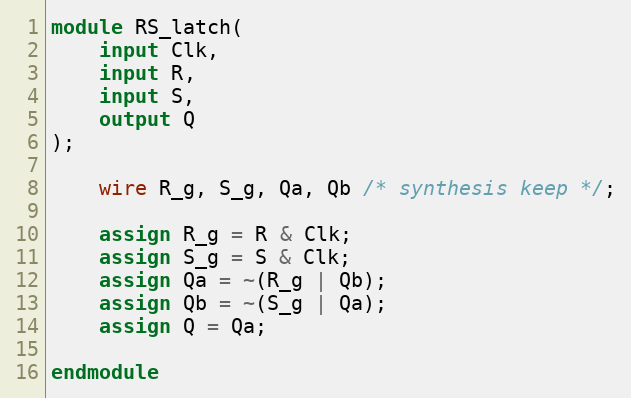 1 module RS_latch(
2     input Clk,
3     input R,
4     input S,
5     output Q
6 );
7
8     wire R_g, S_g, Qa, Qb /* synthesis keep */;
9
10     assign R_g = R & Clk;
11     assign S_g = S & Clk;
12     assign Qa = ~(R_g | Qb);
13     assign Qb = ~(S_g | Qa);
14     assign Q = Qa;
15
16 endmodule